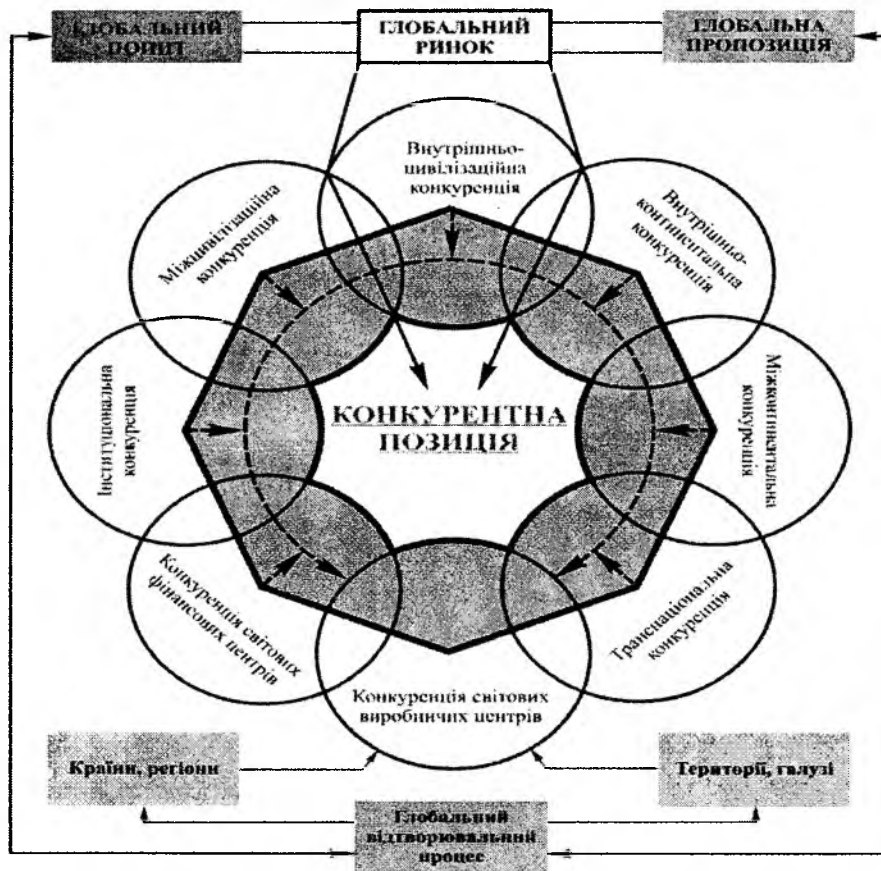 ГЛОБАЛЬНИЙ
ПОПИТ
ГЛОБАЛЬНИЙ
РИНОК
ГЛОБАЛЬНА
ПРОПОЗИЦІЯ
Внутрішньо-
цивілізаційна
конкуренція
Міжцивілізаційна
конкуренція
Внутрішньо-
континентальна
конкуренція
Інституціональна
конкуренція
КОНКУРЕНТНА
ПОЗИЦІЯ
Міжконтинентальна
конкуренція
Конкуренція світових
фінансових центрів
Транснаціональна
конкуренція
Конкуренція світових
виробничих центрів
Країни, регіони
Території, галузі
Глобальний
відтворювальний
процес